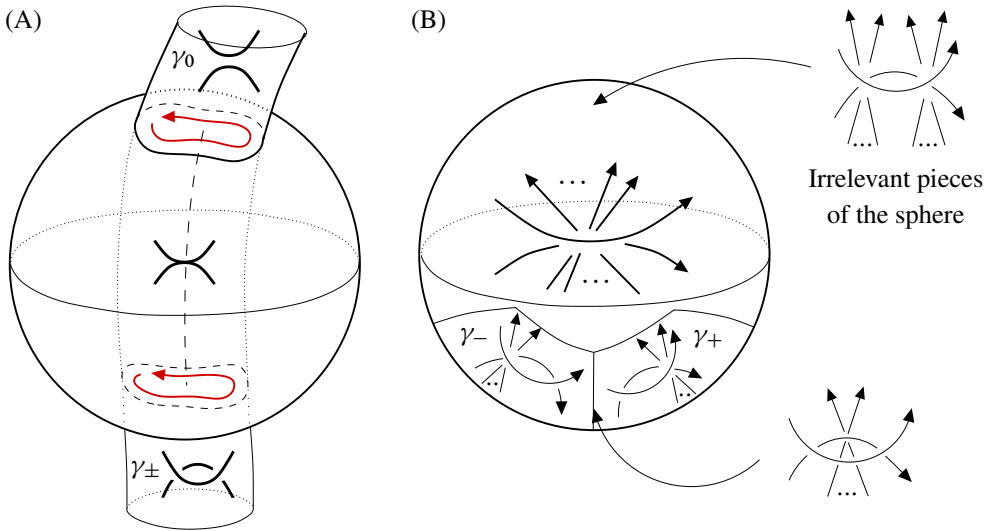 (A)
γ0
γ±
(B)
...
γ−
γ+
...
..
..
... ...
Irrelevant pieces
of the sphere
...